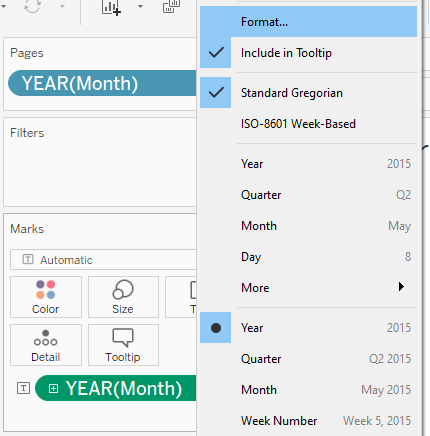 Pages
YEAR(Month)
Filters
Marks
Automatic
Color
Size
T
Detail
Tooltip
T
YEAR(Month)
Format...
Include in Tooltip
Standard Gregorian
ISO-8601 Week-Based
Year 2015
Quarter Q2
Month May
Day 8
More
Year 2015
Quarter Q2 2015
Month May 2015
Week Number Week 5, 2015